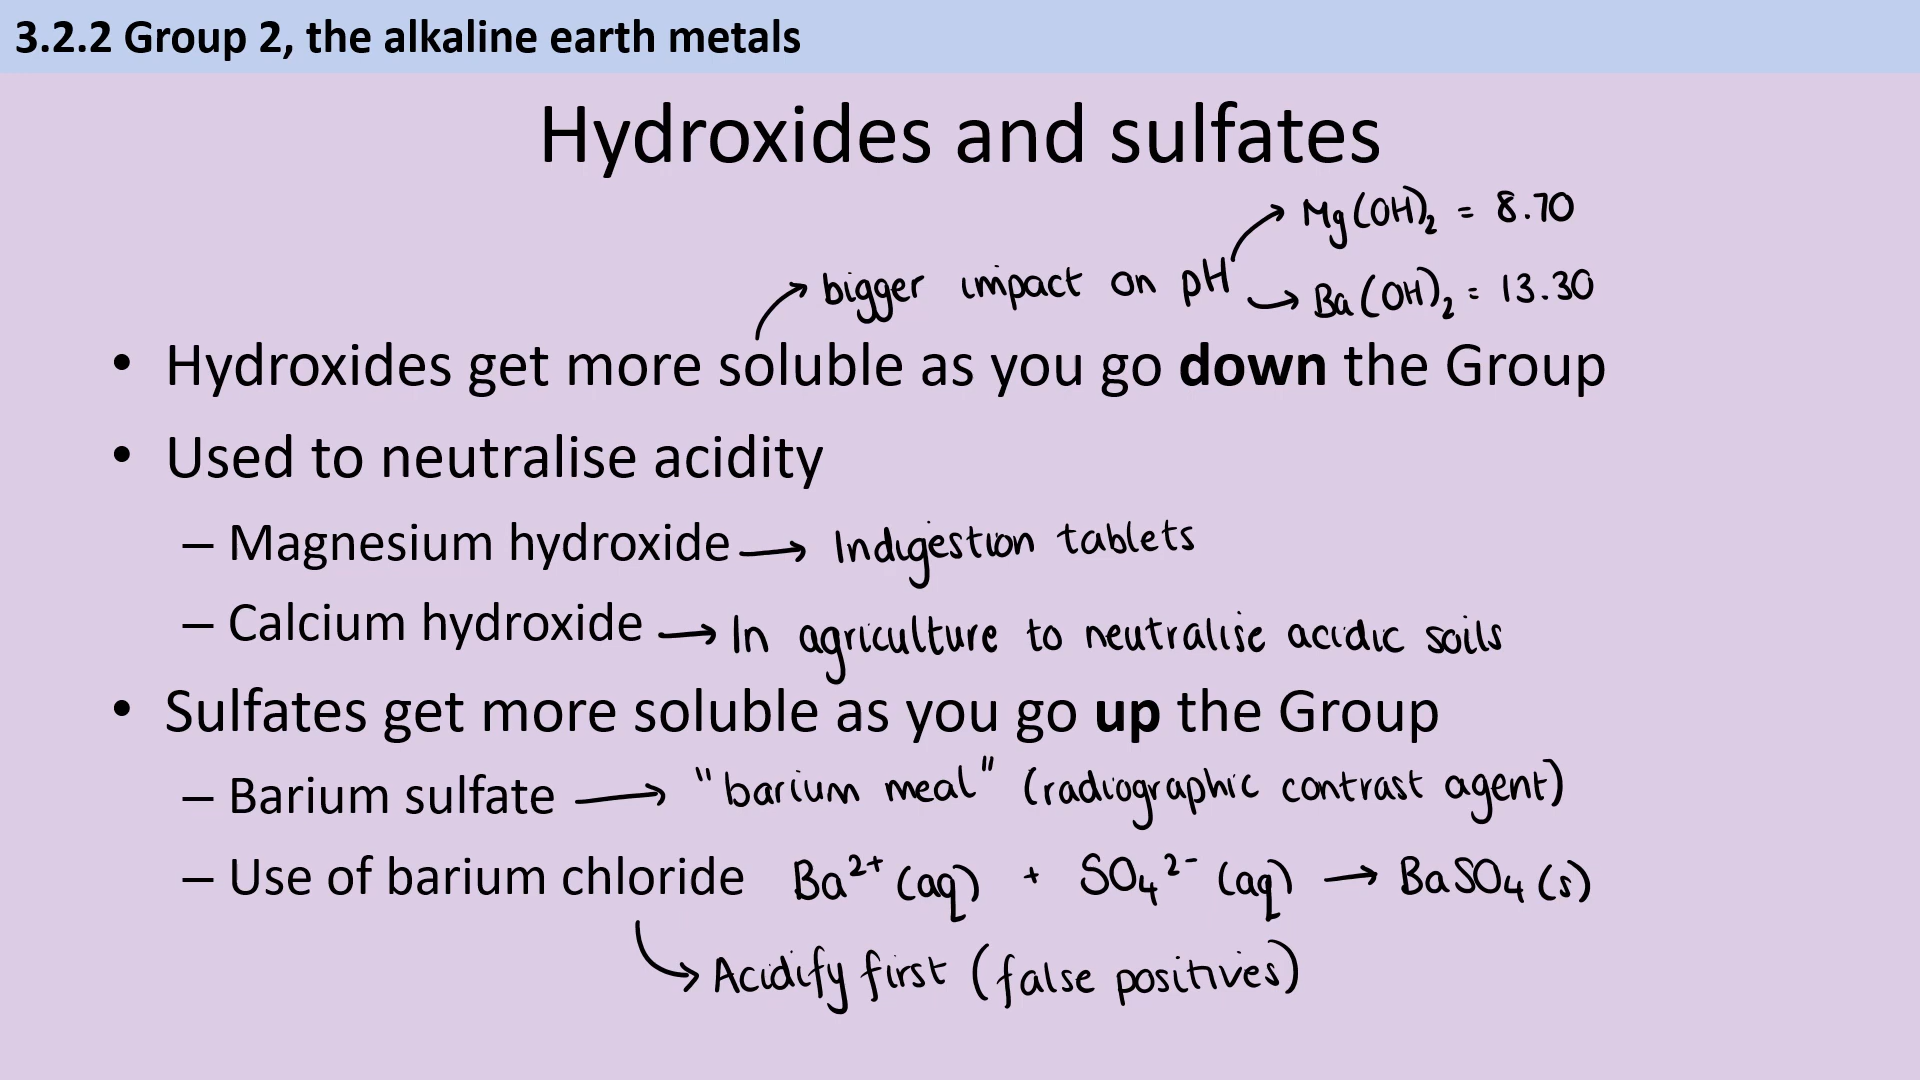 3.2.2 Group 2, the alkaline earth metals
Hydroxides and sulfates
Mg(OH)₂ = 8.70
bigger impact on pH
Ba(OH)₂ = 13.30
• Hydroxides get more soluble as you go down the Group
• Used to neutralise acidity
– Magnesium hydroxide → Indigestion tablets
– Calcium hydroxide → In agriculture to neutralise acidic soils
• Sulfates get more soluble as you go up the Group
– Barium sulfate → "barium meal" (radiographic contrast agent)
– Use of barium chloride Ba²⁺ (aq) + SO₄²⁻ (aq) → BaSO₄ (s)
→ Acidify first (false positives)